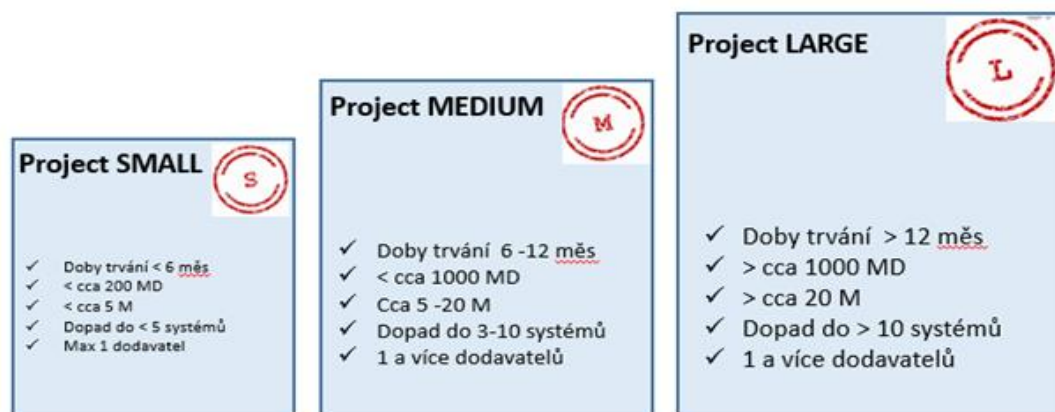 Project SMALL
S
Doby trvání < 6 měs
< cca 200 MD
< cca 5 M
Dopad do < 5 systémů
Max 1 dodavatel
Project MEDIUM
M
Doby trvání 6 -12 měs
< cca 1000 MD
Cca 5 -20 M
Dopad do 3-10 systémů
1 a více dodavatelů
Project LARGE
L
Doby trvání > 12 měs
> cca 1000 MD
> cca 20 M
Dopad do > 10 systémů
1 a více dodavatelů